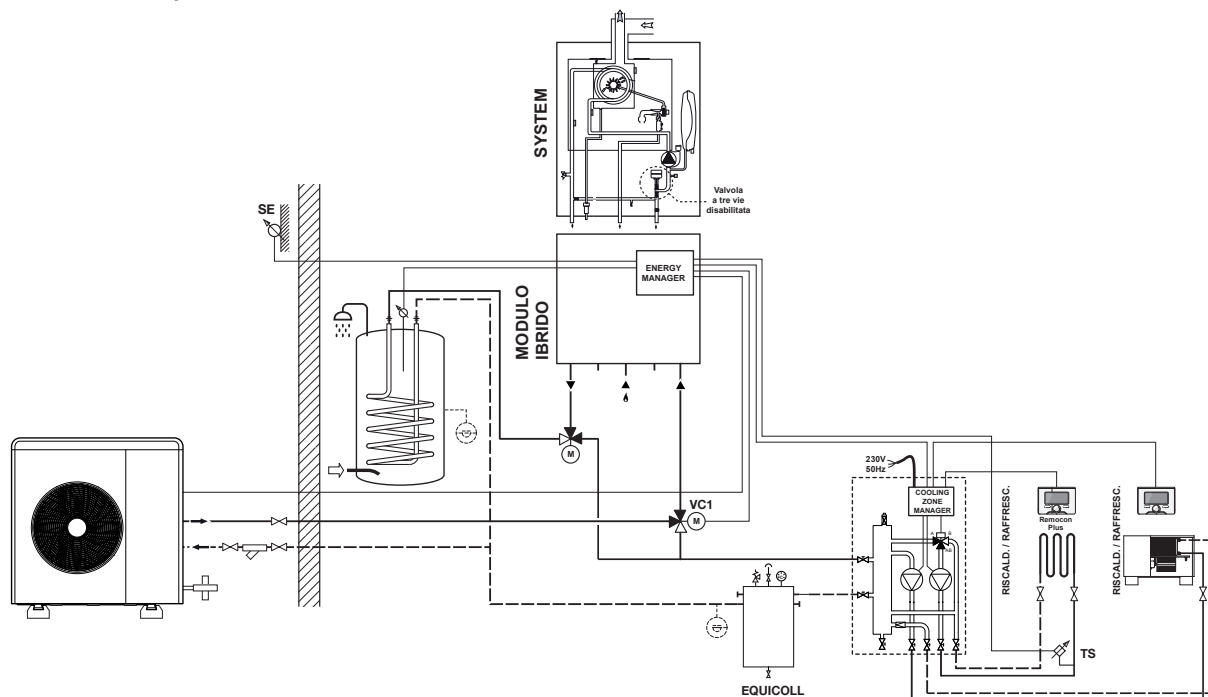 SYSTEM
Valvola
a tre vie
disabilitata
SE
ENERGY
MANAGER
MODULO
IBRIDO
M
VC1
M
230V
50Hz
COOLING
ZONE
MANAGER
A
B
AB
RISCALD. / RAFFRESC.
Remocon
Plus
RISCALD. / RAFFRESC.
TS
EQUICOLL